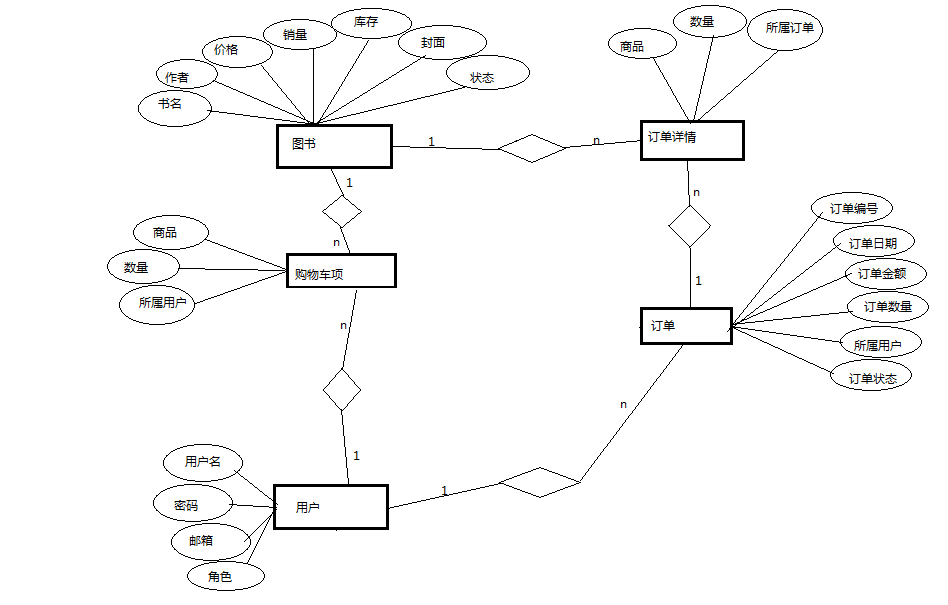 库存
数量
所属订单
销量
封面
商品
价格
状态
作者
书名
图书
1
n
订单详情
1
n
订单编号
商品
n
订单日期
数量
购物车项
订单金额
1
所属用户
订单数量
n
订单
所属用户
订单状态
n
1
用户名
1
密码
用户
邮箱
角色